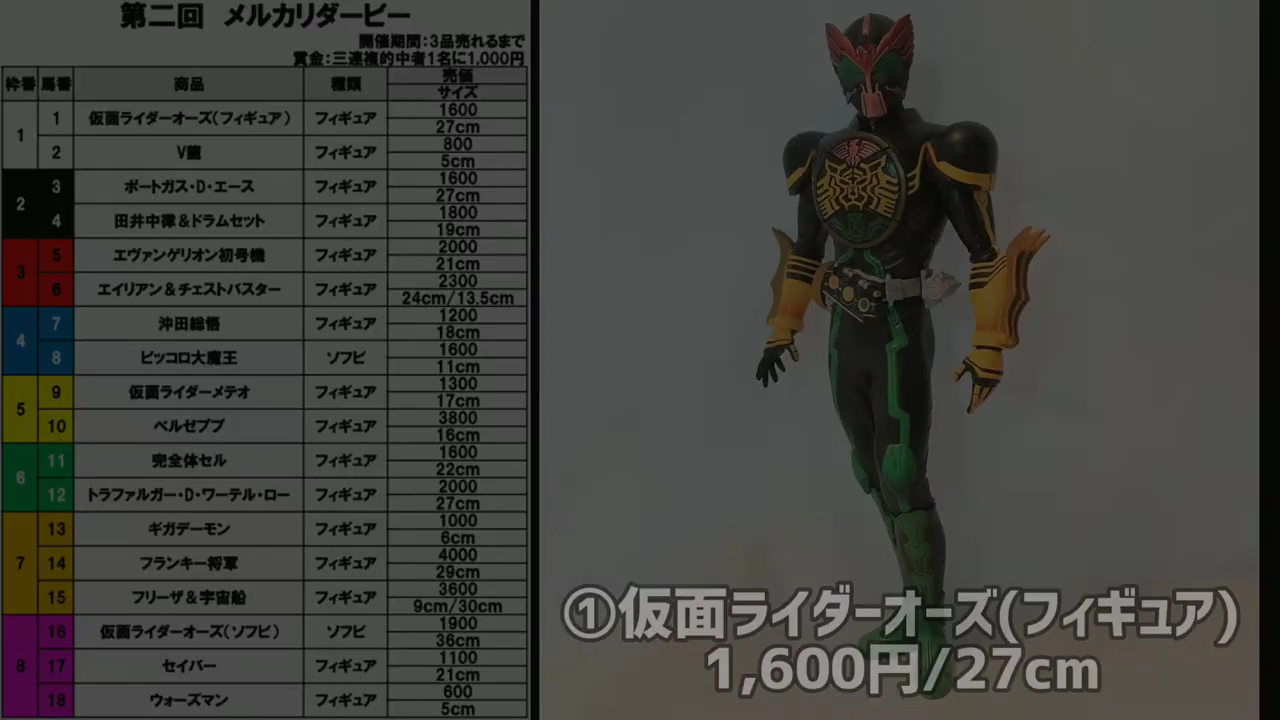 第二回 メルカリダービー
開催期間:3品売れるまで
賞金:三連複的中者1名に1,000円
枠番 馬番 商品 種類 売価 サイズ
1 1 仮面ライダーオーズ(フィギュア) フィギュア 1600 27cm
2 V龍 フィギュア 800 5cm
2 3 ポートガス・D・エース フィギュア 1600 27cm
4 田井中律&ドラムセット フィギュア 1800 19cm
3 5 エヴァンゲリオン初号機 フィギュア 2000 21cm
6 エイリアン&チェストバスター フィギュア 2300 24cm/13.5cm
4 7 沖田総悟 フィギュア 1200 18cm
8 ピッコロ大魔王 ソフビ 1600 11cm
5 9 仮面ライダーメテオ フィギュア 1300 17cm
10 ベルゼブブ フィギュア 3800 16cm
6 11 完全体セル フィギュア 1600 22cm
12 トラファルガー・D・ワーテル・ロー フィギュア 2000 27cm
7 13 ギガデーモン フィギュア 1000 6cm
14 フランキー将軍 フィギュア 4000 29cm
15 フリーザ&宇宙船 フィギュア 3600 9cm/30cm
8 16 仮面ライダーオーズ(ソフビ) ソフビ 1900 36cm
17 セイバー フィギュア 1100 21cm
18 ウォーズマン フィギュア 600 5cm
①仮面ライダーオーズ(フィギュア)
1,600円/27cm